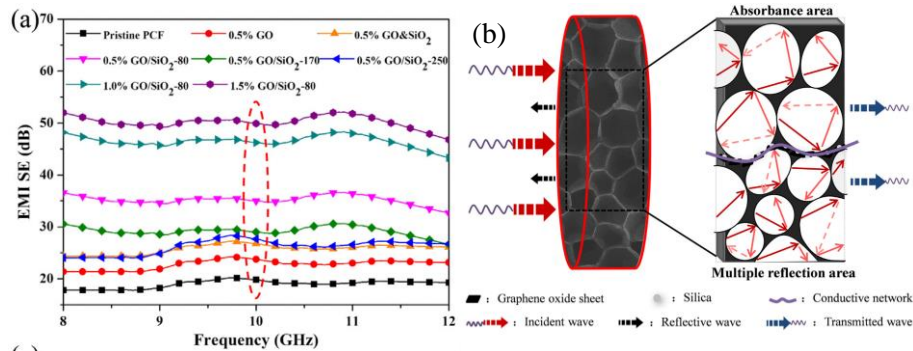 (a)
Pristine PCF
0.5% GO
0.5% GO&SiO2
0.5% GO/SiO2-80
0.5% GO/SiO2-170
0.5% GO/SiO2-250
1.0% GO/SiO2-80
1.5% GO/SiO2-80
70
60
50
40
30
20
EMI SE (dB)
8
9
10
11
12
Frequency (GHz)
(b)
Absorbance area
Multiple reflection area
: Graphene oxide sheet
: Silica
: Conductive network
: Incident wave
: Reflective wave
: Transmitted wave